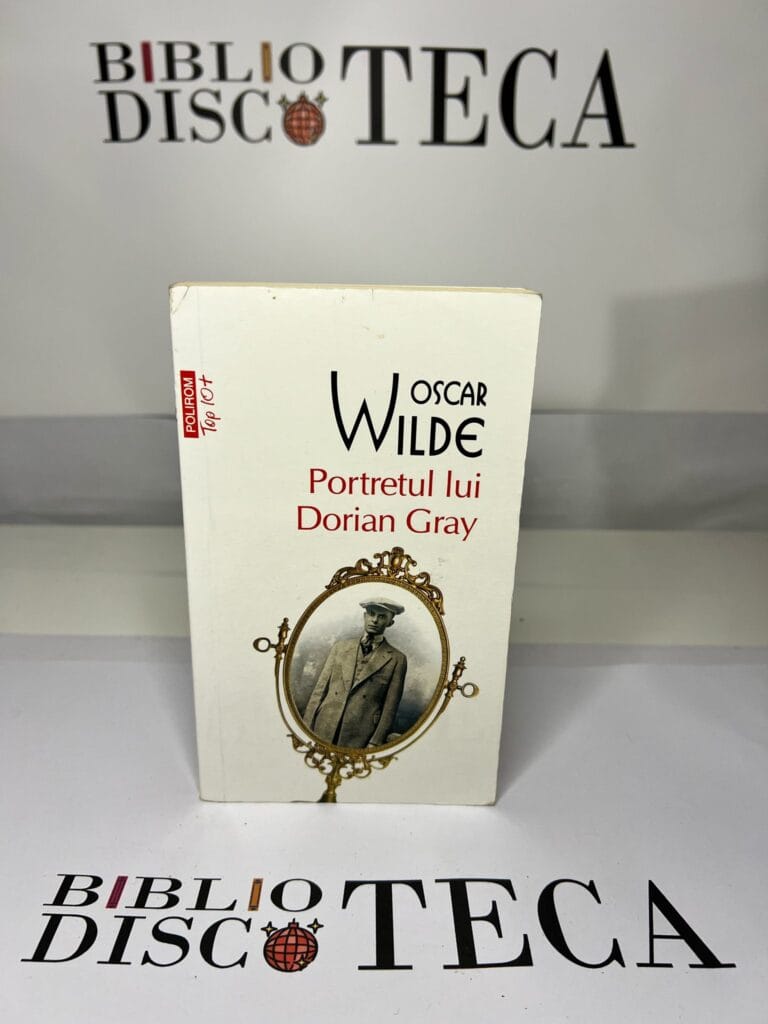 BIBLIO
DISCOTECA
POLIROM
Top 10+
OSCAR
WILDE
Portretul lui
Dorian Gray
BIBLIO
DISCOTECA